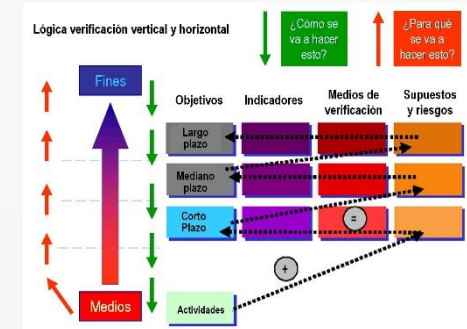 Lógica verificación vertical y horizontal
¿Cómo se
va a hacer
esto?
¿Para qué
se va a
hacer esto?
Fines
Objetivos
Indicadores
Medios de
verificación
Supuestos
y riesgos
Largo
plazo
Mediano
plazo
Corto
Plazo
=
+
Medios
Actividades